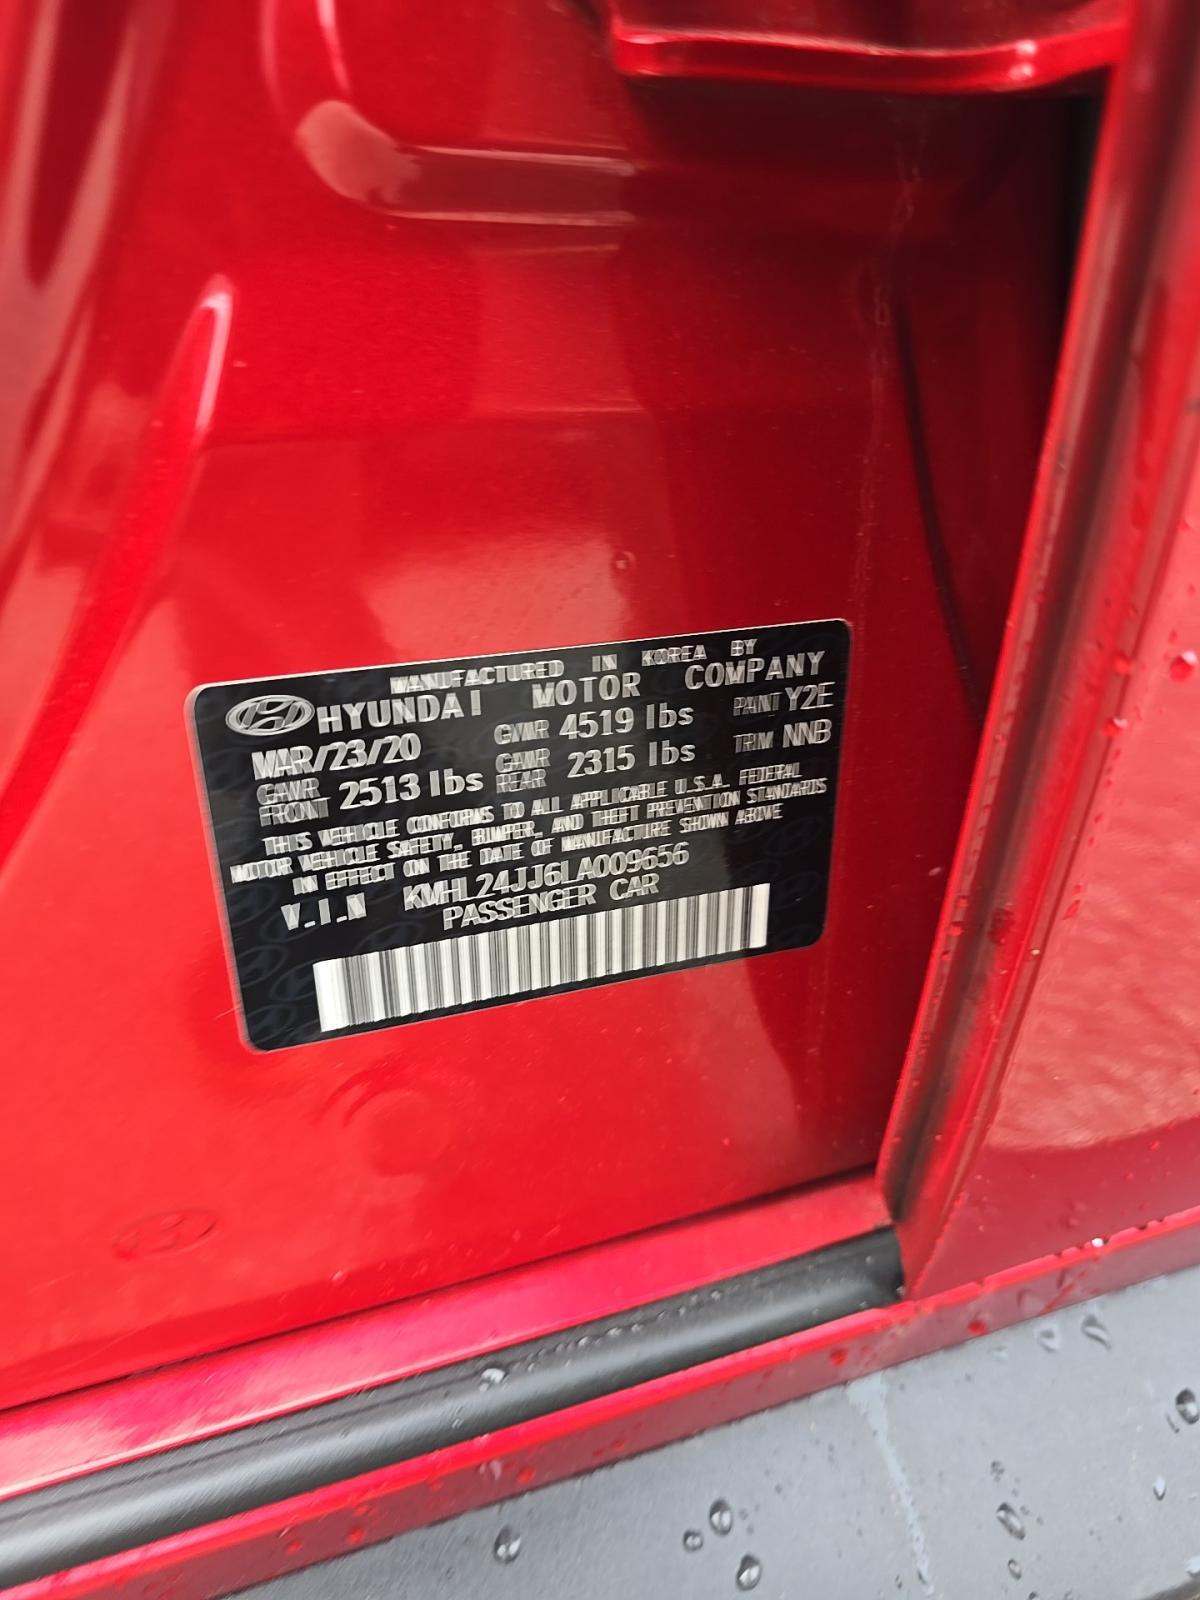 MANUFACTURED IN KOREA BY
HYUNDAI MOTOR COMPANY
MAR/23/20 GVWR 4519 lbs PAINT Y2E
GAWR FRONT 2513 lbs GAWR REAR 2315 lbs TRIM NNB
THIS VEHICLE CONFORMS TO ALL APPLICABLE U.S.A. FEDERAL
MOTOR VEHICLE SAFETY, BUMPER, AND THEFT PREVENTION STANDARDS
IN EFFECT ON THE DATE OF MANUFACTURE SHOWN ABOVE
V.I.N KMHL24JJ6LA009656
PASSENGER CAR